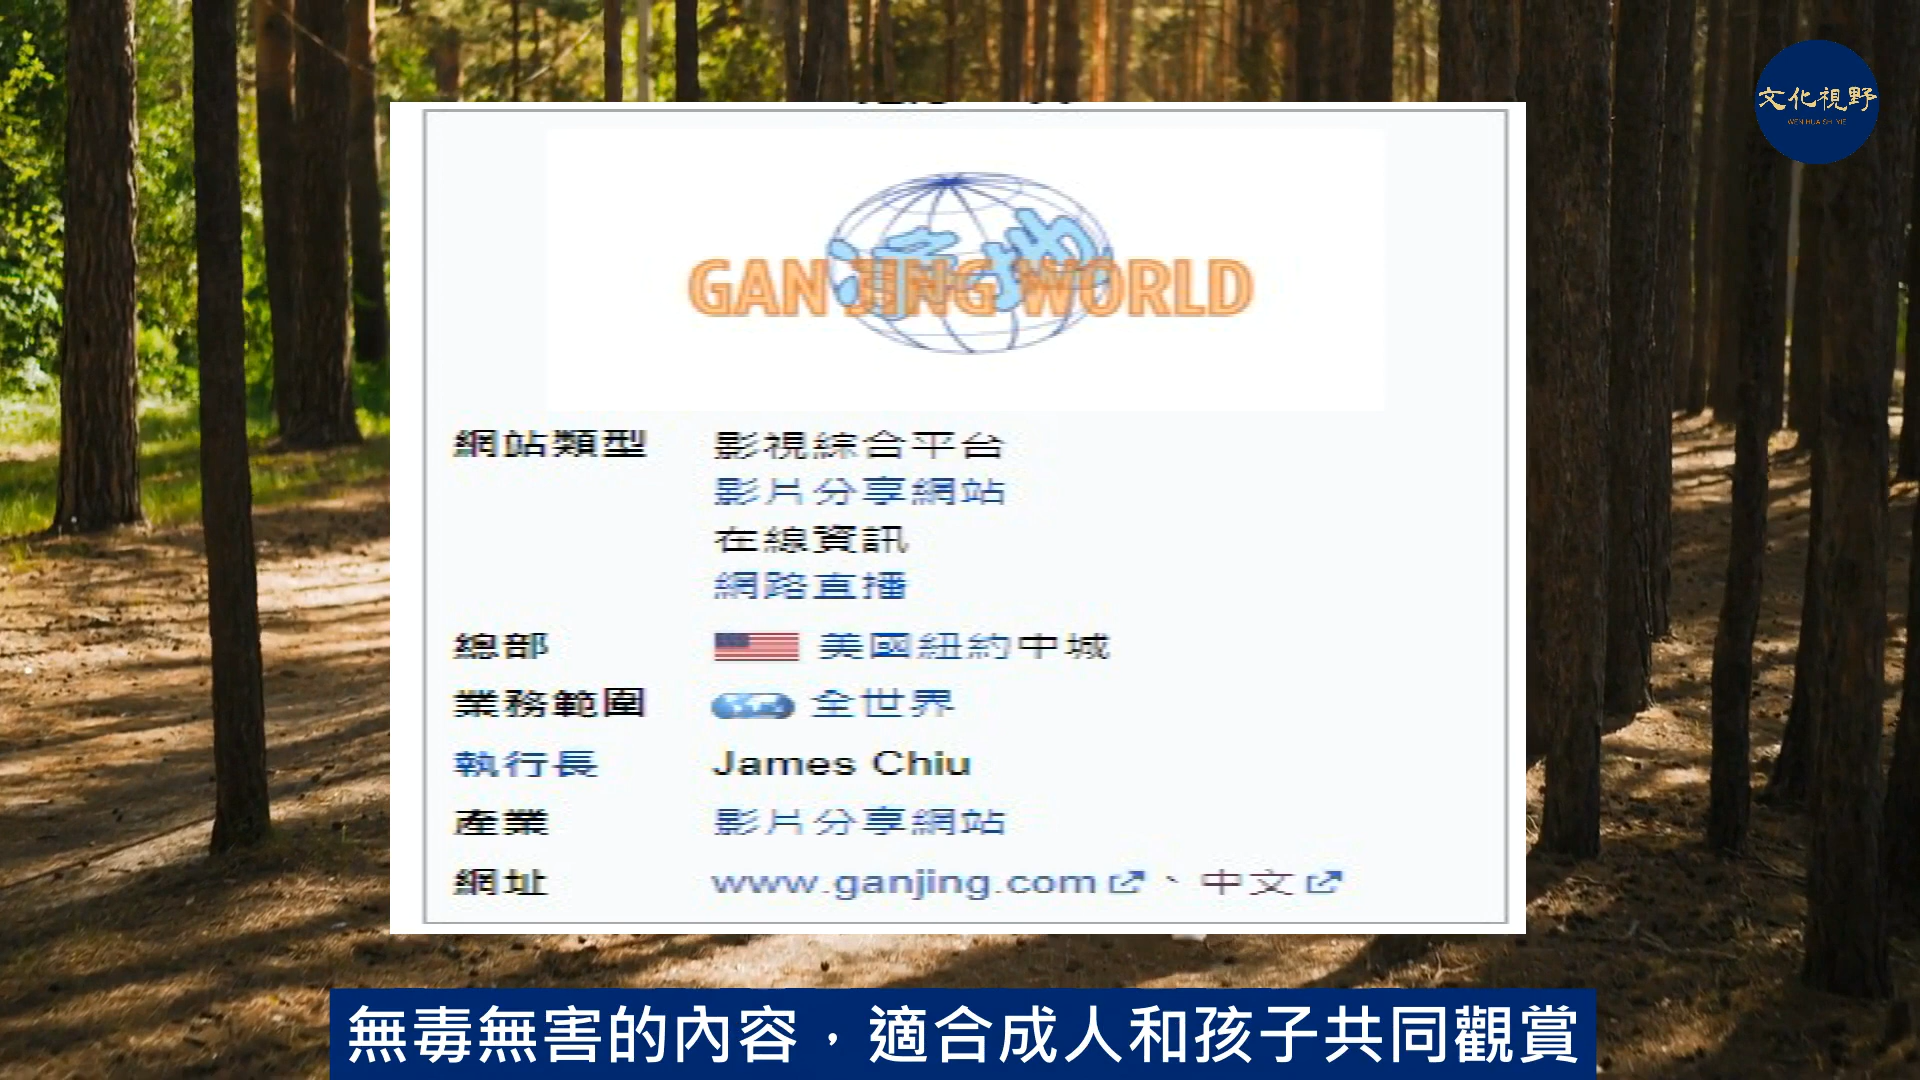 文化視野
WEN HUA SHI YE
GAN JING WORLD
網站類型 影視綜合平台
影片分享網站
在線資訊
網路直播
總部 美國紐約中城
業務範圍 全世界
執行長 James Chiu
產業 影片分享網站
網址 www.ganjing.com、中文
無毒無害的內容，適合成人和孩子共同觀賞